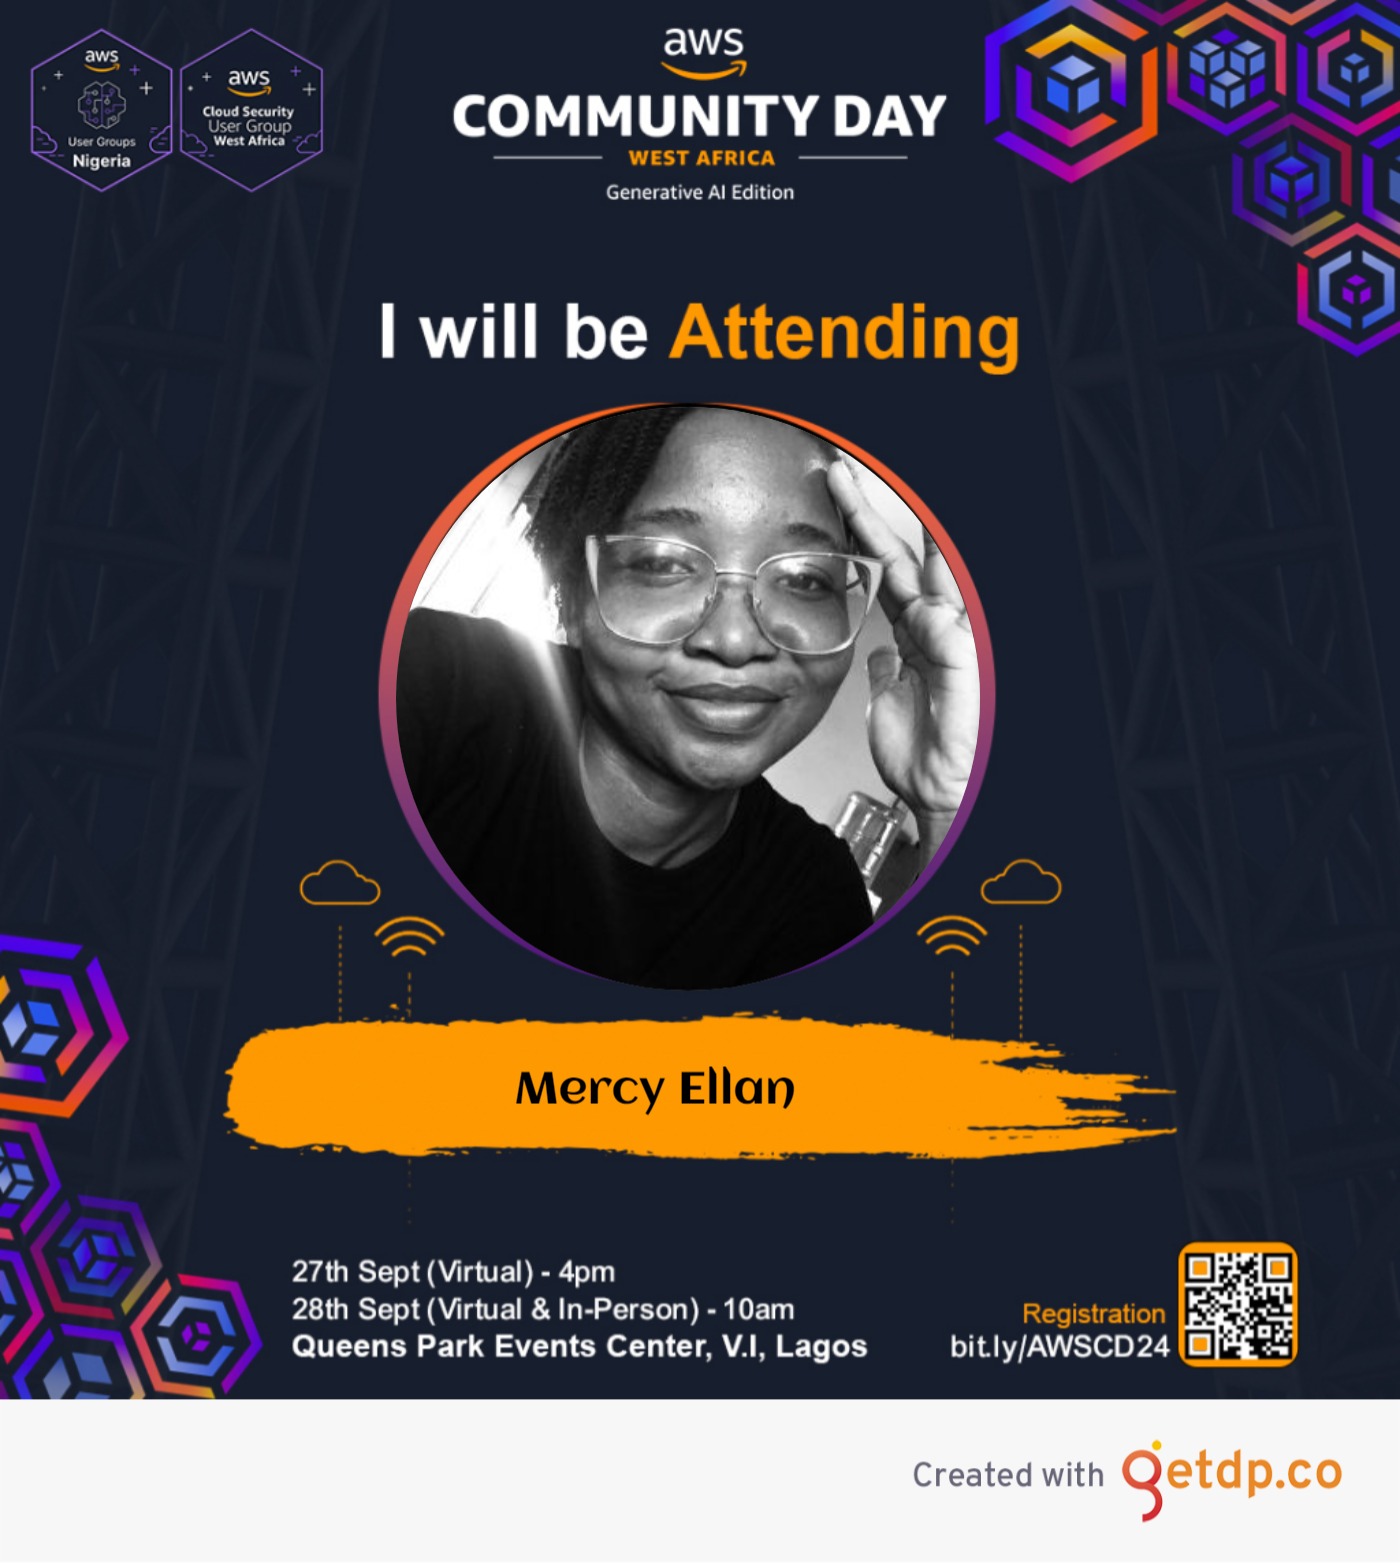 aws
User Groups
Nigeria
aws
Cloud Security
User Group
West Africa
aws
COMMUNITY DAY
WEST AFRICA
Generative AI Edition
I will be Attending
Mercy Ellan
27th Sept (Virtual) - 4pm
28th Sept (Virtual & In-Person) - 10am
Queens Park Events Center, V.I, Lagos
Registration
bit.ly/AWSCD24
Created with getdp.co